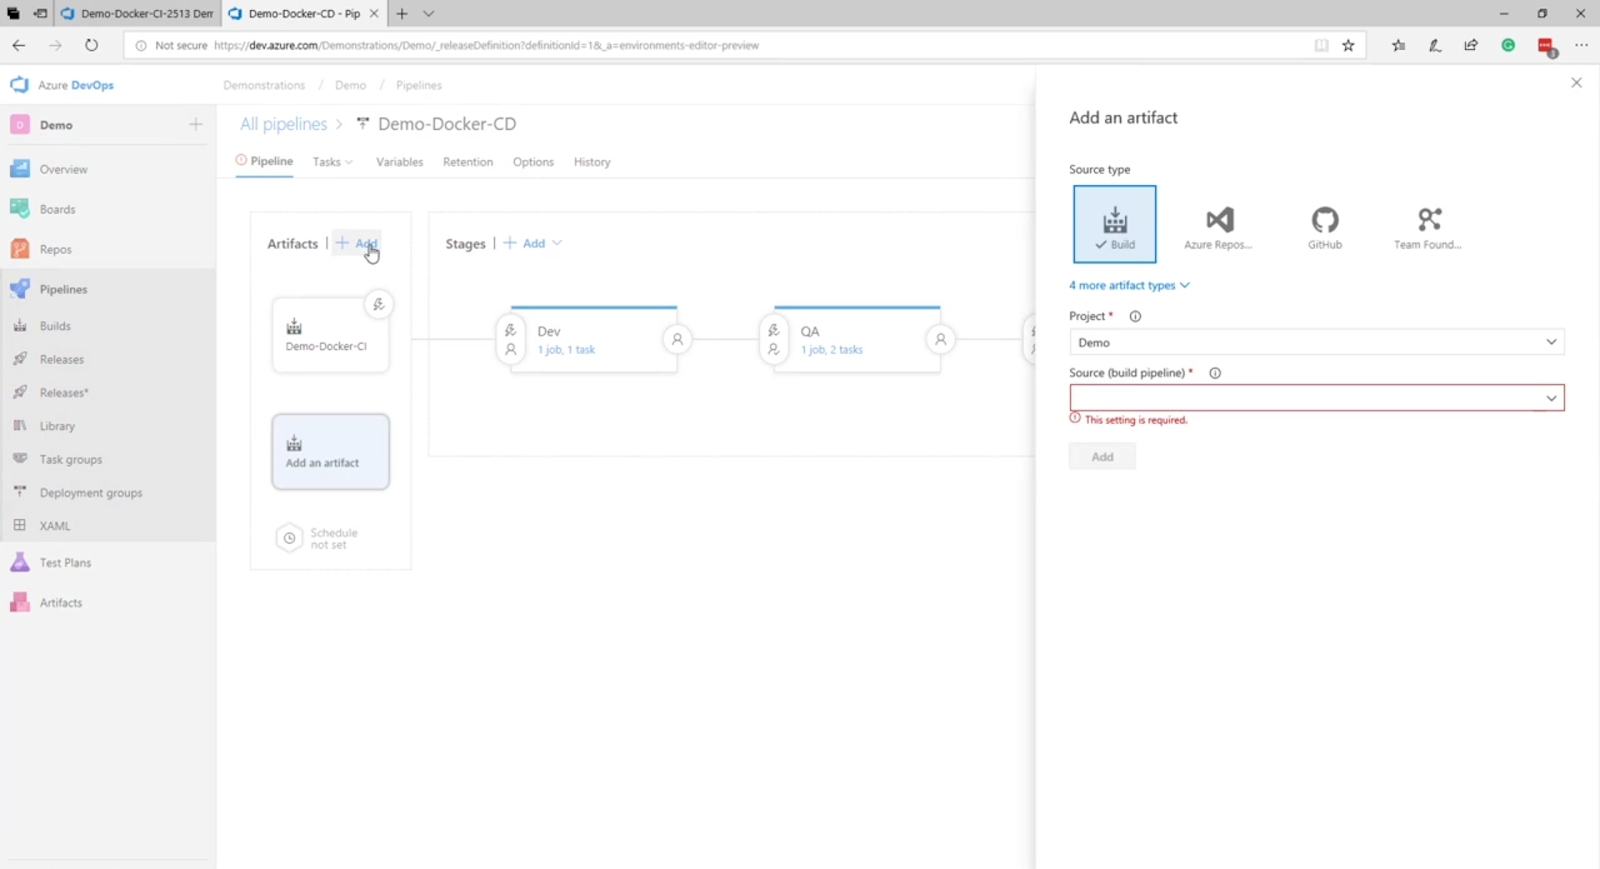 Demo-Docker-CI-2513 Dem
Demo-Docker-CD - Pip
Not secure https://dev.azure.com/Demonstrations/Demo/_releaseDefinition?definitionId=1&_a=environments-editor-preview
Azure DevOps
Demonstrations / Demo / Pipelines
D Demo
Overview
Boards
Repos
Pipelines
Builds
Releases
Releases*
Library
Task groups
Deployment groups
XAML
Test Plans
Artifacts
All pipelines > Demo-Docker-CD
Pipeline Tasks Variables Retention Options History
Artifacts | + Add
Stages | + Add
Demo-Docker-CI
Add an artifact
Schedule
not set
Dev
1 job, 1 task
QA
1 job, 2 tasks
Add an artifact
Source type
Build
Azure Repos...
GitHub
Team Found...
4 more artifact types
Project *
Demo
Source (build pipeline) *
This setting is required.
Add